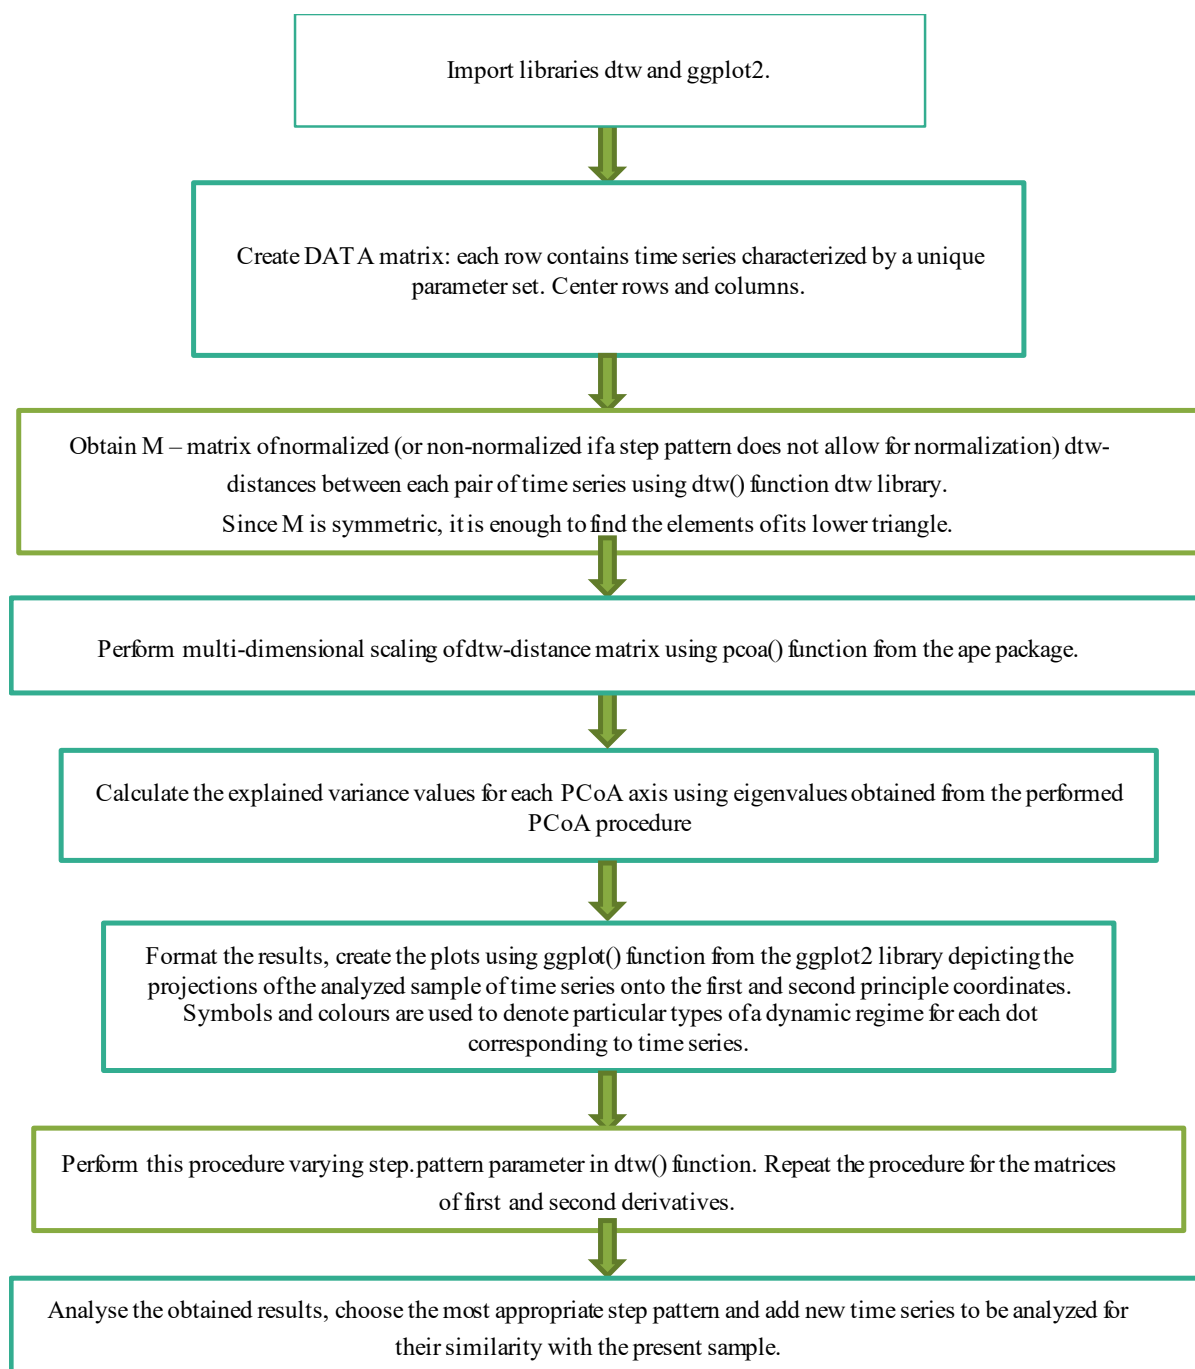 Import libraries dtw and ggplot2.
Create DATA matrix: each row contains time series characterized by a unique
parameter set. Center rows and columns.
Obtain M – matrix of normalized (or non-normalized if a step pattern does not allow for normalization) dtw-
distances between each pair of time series using dtw() function dtw library.
Since M is symmetric, it is enough to find the elements of its lower triangle.
Perform multi-dimensional scaling of dtw-distance matrix using pcoa() function from the ape package.
Calculate the explained variance values for each PCoA axis using eigenvalues obtained from the performed
PCoA procedure
Format the results, create the plots using ggplot() function from the ggplot2 library depicting the
projections of the analyzed sample of time series onto the first and second principle coordinates.
Symbols and colours are used to denote particular types of a dynamic regime for each dot
corresponding to time series.
Perform this procedure varying step.pattern parameter in dtw() function. Repeat the procedure for the matrices
of first and second derivatives.
Analyse the obtained results, choose the most appropriate step pattern and add new time series to be analyzed for
their similarity with the present sample.